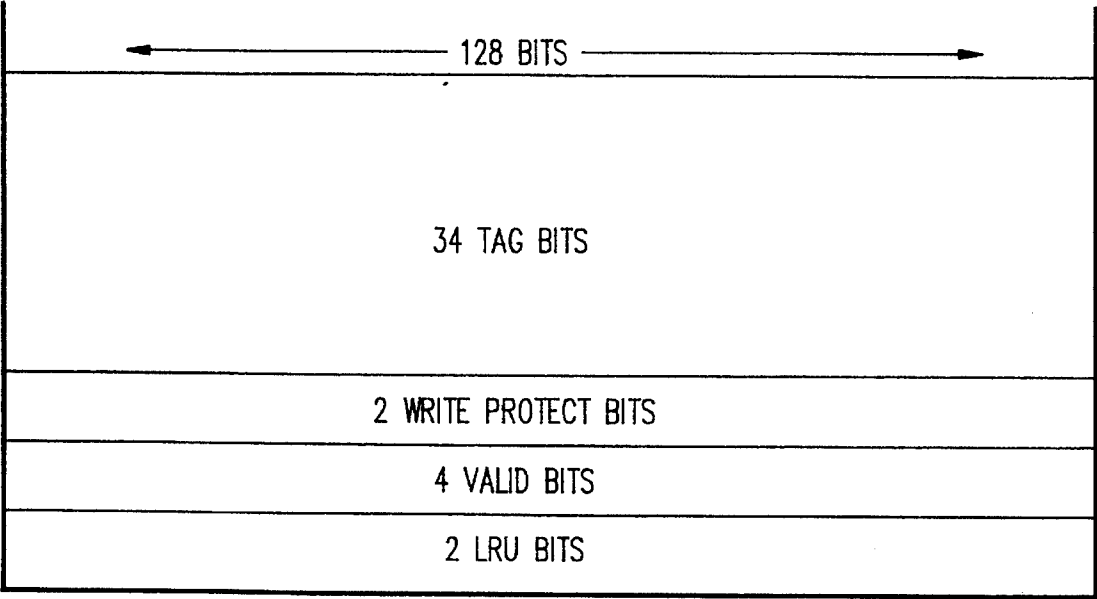 128 BITS
34 TAG BITS
2 WRITE PROTECT BITS
4 VALID BITS
2 LRU BITS